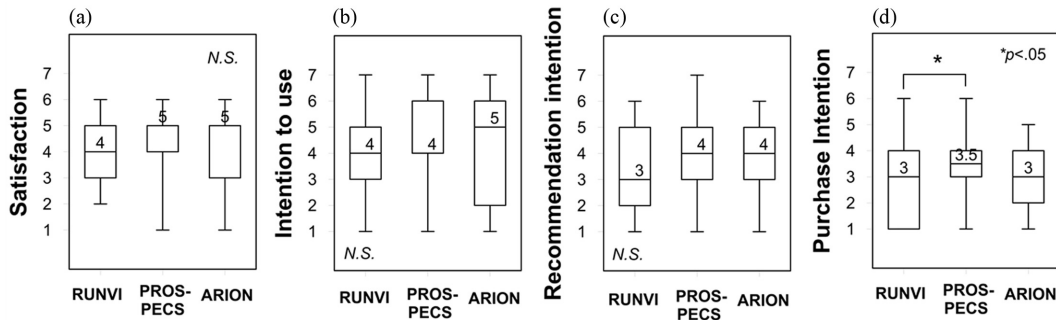 (a)
Satisfaction
N.S.
7
6
5
4
3
2
1
4
5
5
RUNVI
PROS-
PECS
ARION
(b)
Intention to use
7
6
5
4
3
2
1
4
4
5
N.S.
RUNVI
PROS-
PECS
ARION
(c)
Recommendation intention
7
6
5
4
3
2
1
3
4
4
N.S.
RUNVI
PROS-
PECS
ARION
(d)
Purchase Intention
*
*p<.05
7
6
5
4
3
2
1
3
3.5
3
RUNVI
PROS-
PECS
ARION